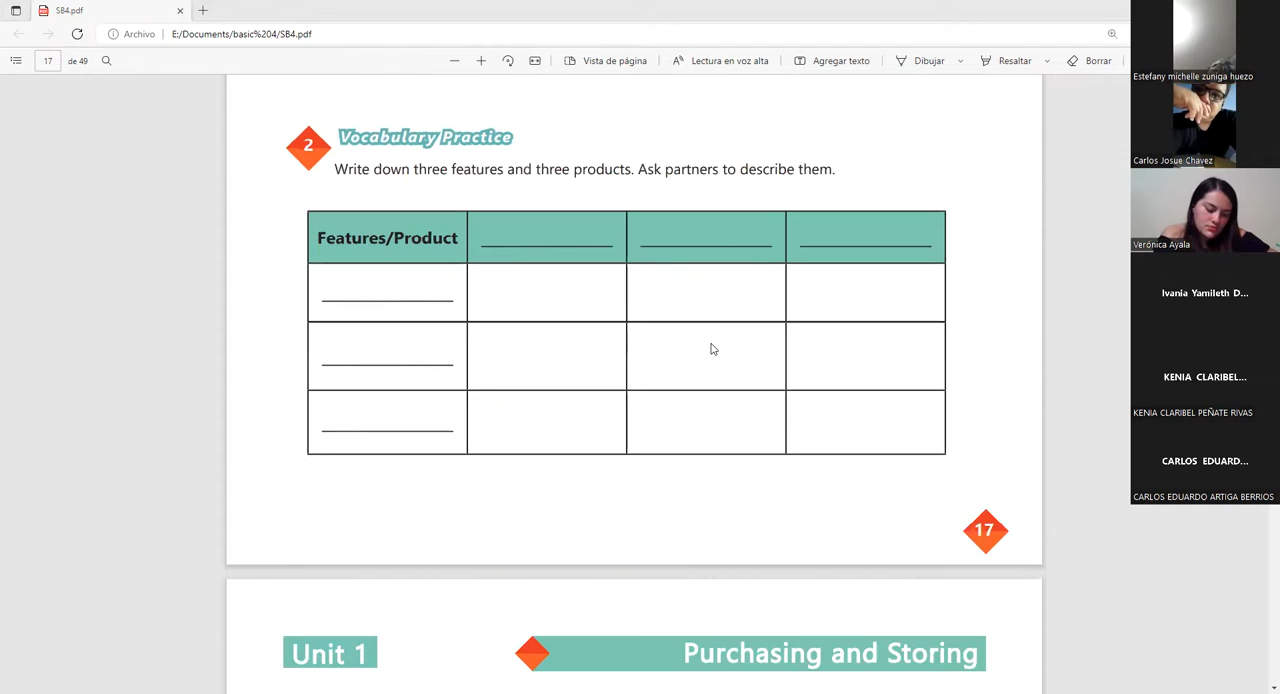 SB4.pdf
Archivo
E:/Documents/basic%204/SB4.pdf
17
de 49
Vista de página
Lectura en voz alta
Agregar texto
Dibujar
Resaltar
Borrar
2
Vocabulary Practice
Write down three features and three products. Ask partners to describe them.
Features/Product
17
Unit 1
Purchasing and Storing
Estefany michelle zuniga huezo
Carlos Josue Chavez
Verónica Ayala
Ivania Yamileth D...
KENIA CLARIBEL...
KENIA CLARIBEL PEÑATE RIVAS
CARLOS EDUARD...
CARLOS EDUARDO ARTIGA BERRIOS